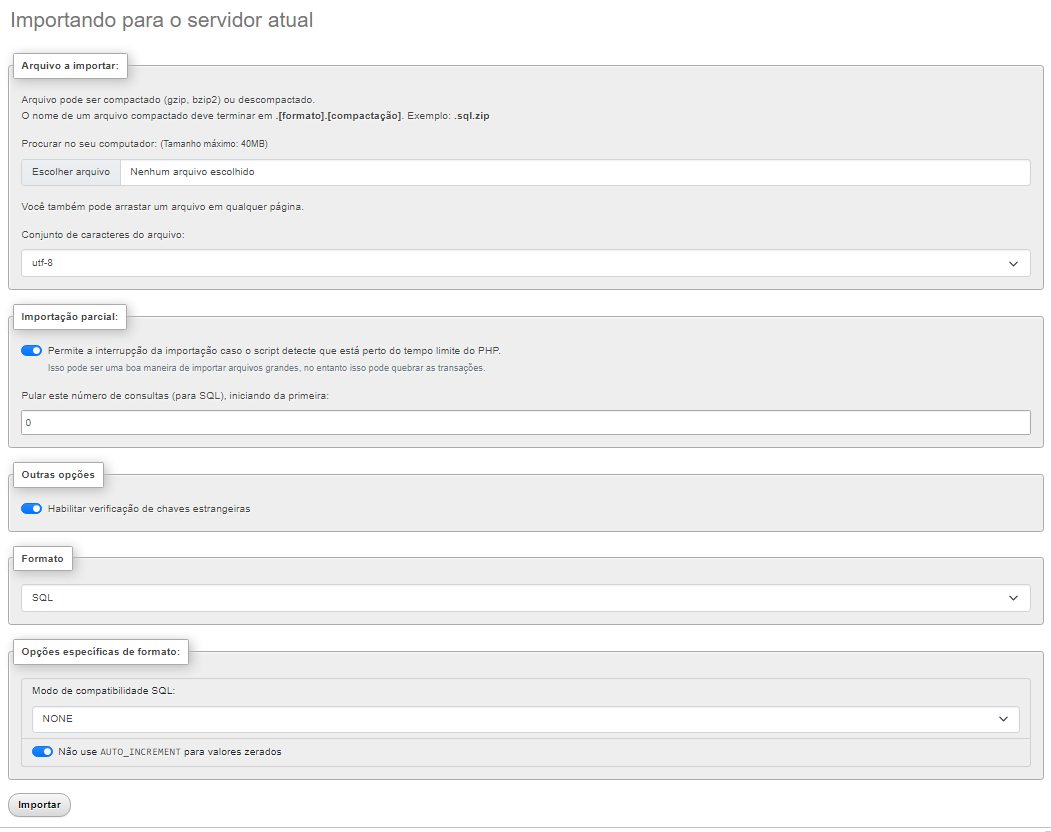 Importando para o servidor atual
Arquivo a importar:
Arquivo pode ser compactado (gzip, bzip2) ou descompactado.
O nome de um arquivo compactado deve terminar em .[formato].[compactação]. Exemplo: .sql.zip
Procurar no seu computador: (Tamanho máximo: 40MB)
Escolher arquivo Nenhum arquivo escolhido
Você também pode arrastar um arquivo em qualquer página.
Conjunto de caracteres do arquivo:
utf-8
Importação parcial:
Permite a interrupção da importação caso o script detecte que está perto do tempo limite do PHP.
Isso pode ser uma boa maneira de importar arquivos grandes, no entanto isso pode quebrar as transações.
Pular este número de consultas (para SQL), iniciando da primeira:
0
Outras opções
Habilitar verificação de chaves estrangeiras
Formato
SQL
Opções específicas de formato:
Modo de compatibilidade SQL:
NONE
Não use AUTO_INCREMENT para valores zerados
Importar